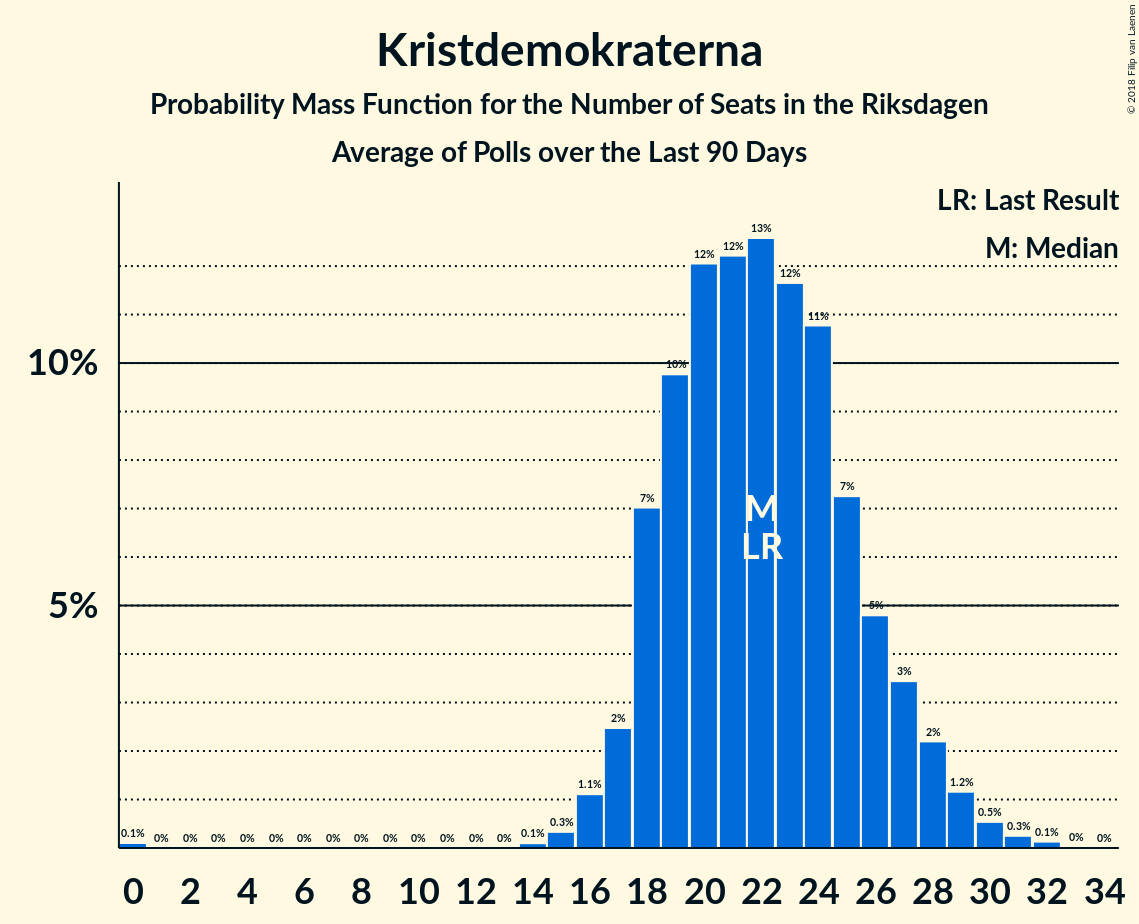 Kristdemokraterna
Probability Mass Function for the Number of Seats in the Riksdagen
Average of Polls over the Last 90 Days
© 2018 Filip van Laenen
LR: Last Result
M: Median
10%
5%
0.1% 0% 0% 0% 0% 0% 0% 0% 0% 0% 0% 0% 0% 0% 0.1% 0.3% 1.1% 2% 7% 10% 12% 12% 13% 12% 11% 7% 5% 3% 2% 1.2% 0.5% 0.3% 0.1% 0% 0%
M
LR
0 2 4 6 8 10 12 14 16 18 20 22 24 26 28 30 32 34